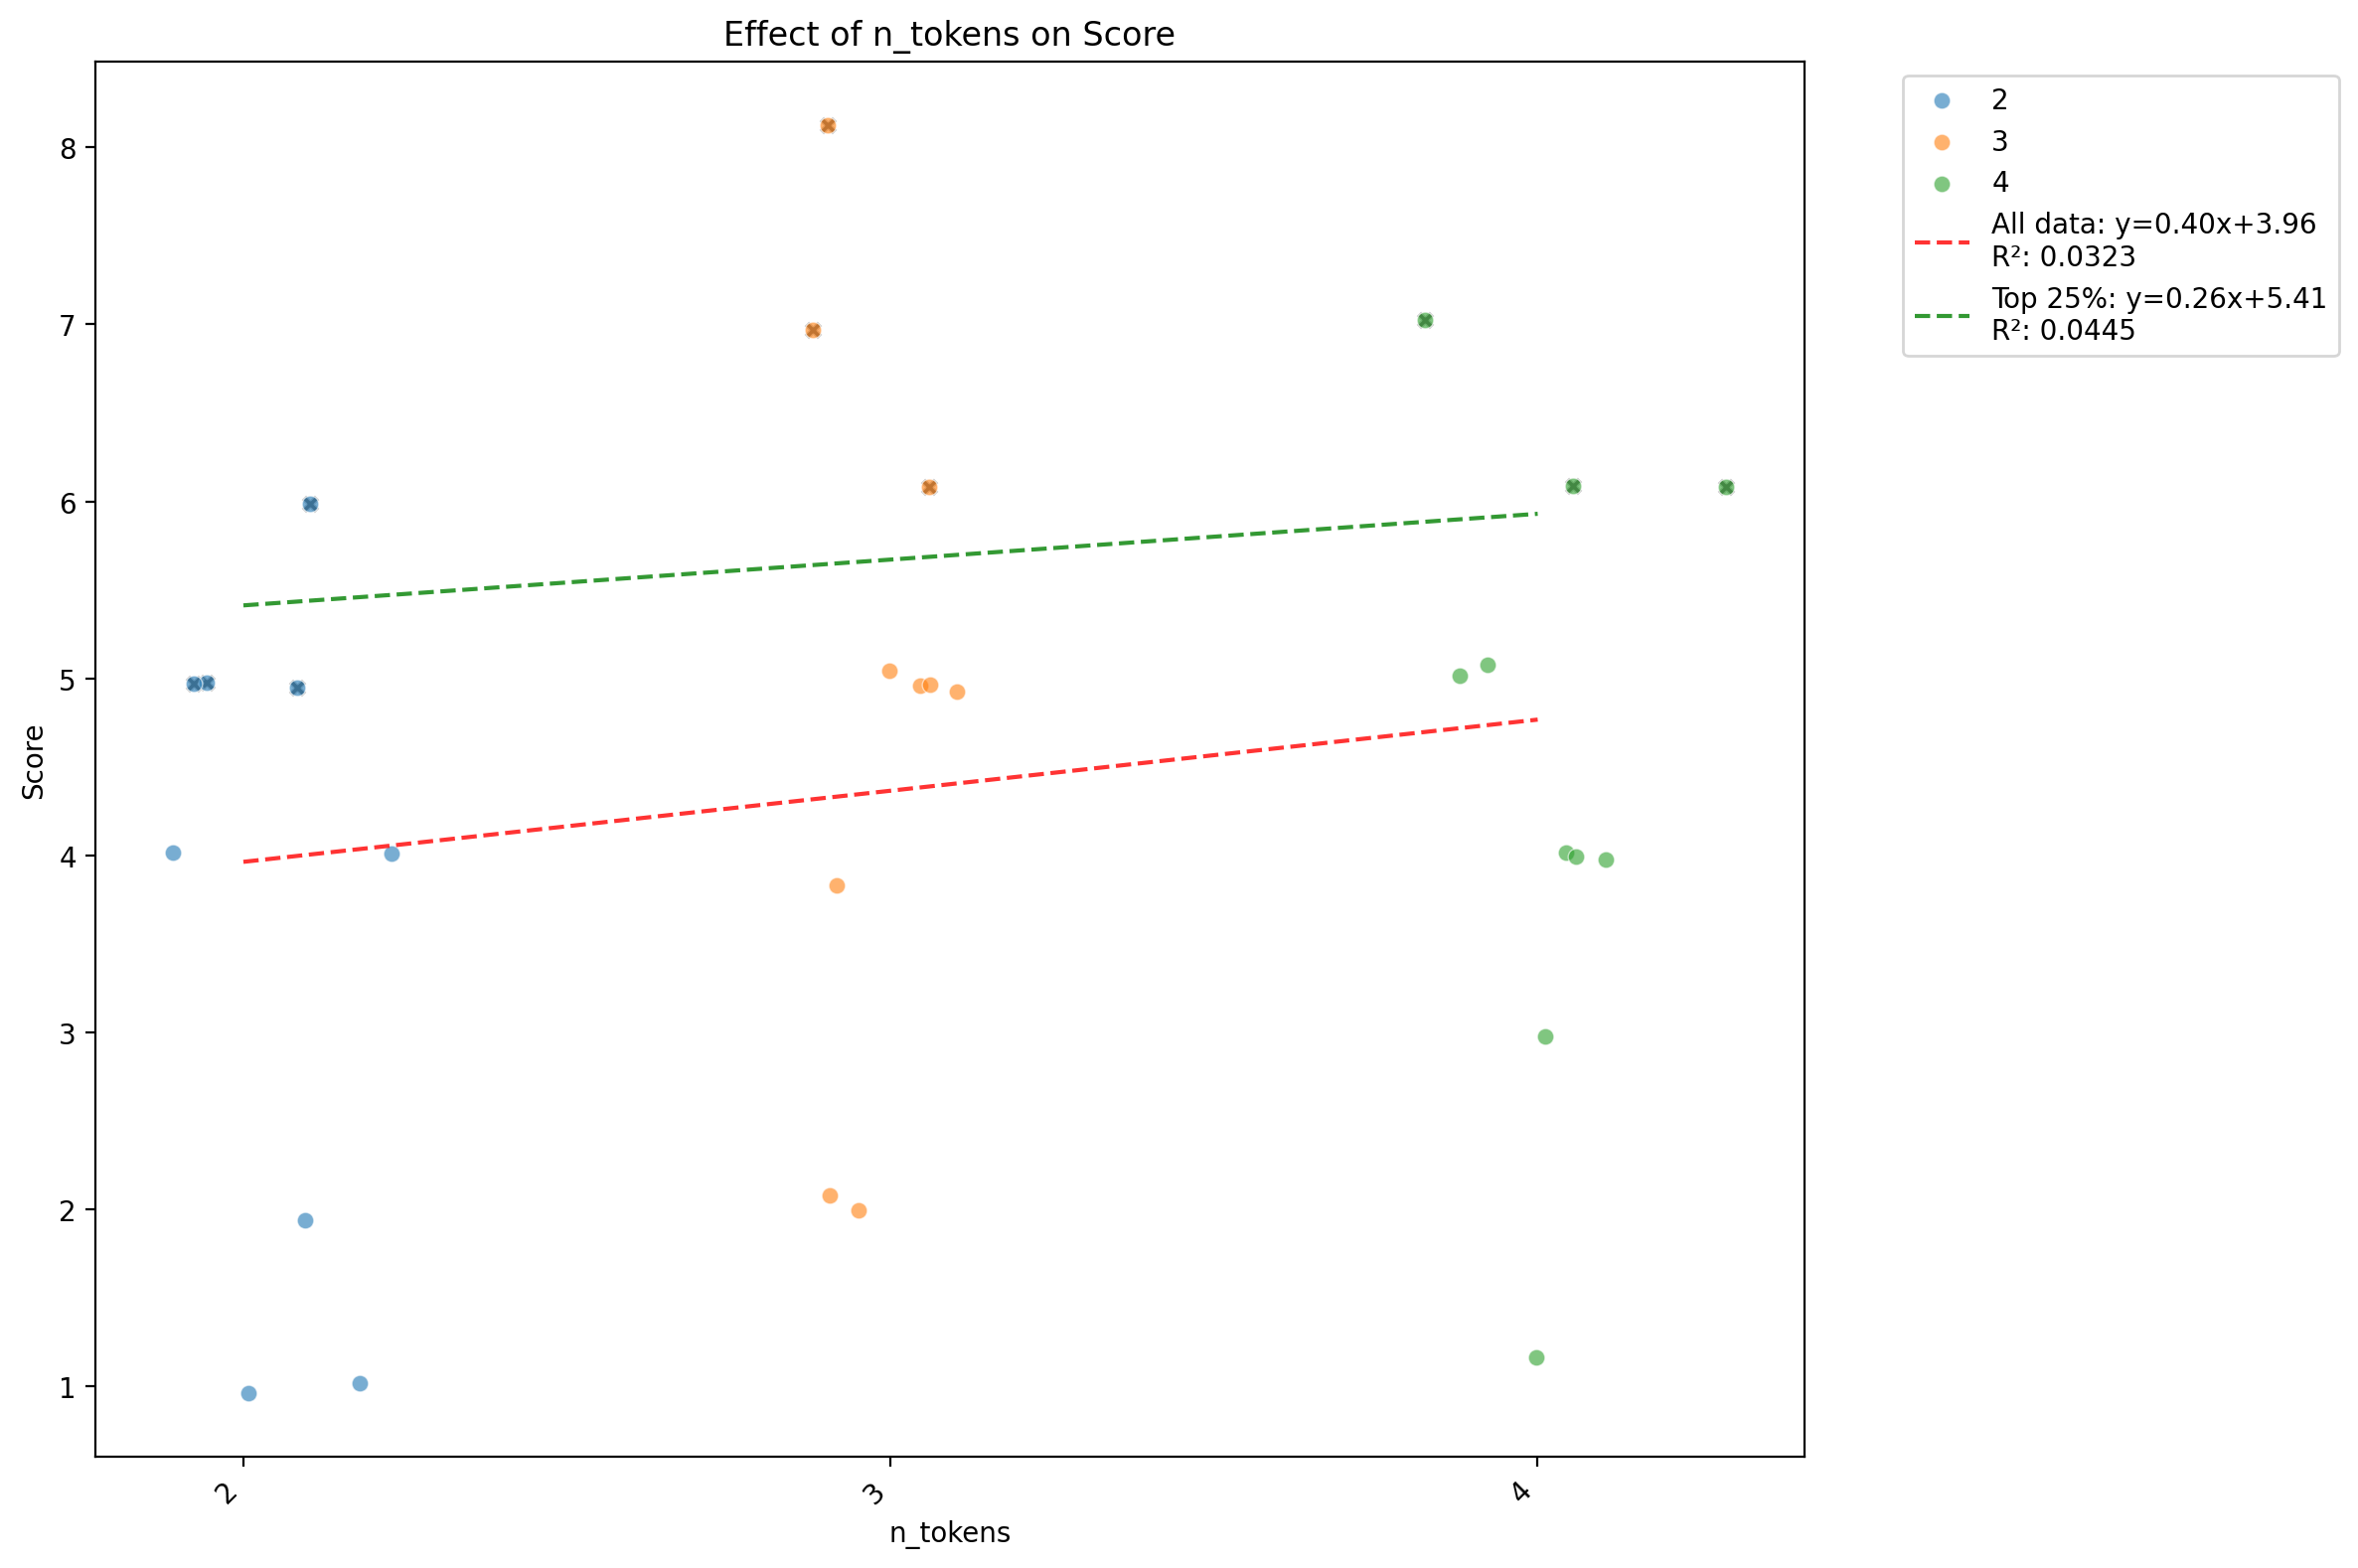 Effect of n_tokens on Score
8
7
6
5
4
3
2
1
Score
2
3
4
n_tokens
2
3
4
All data: y=0.40x+3.96
R²: 0.0323
Top 25%: y=0.26x+5.41
R²: 0.0445